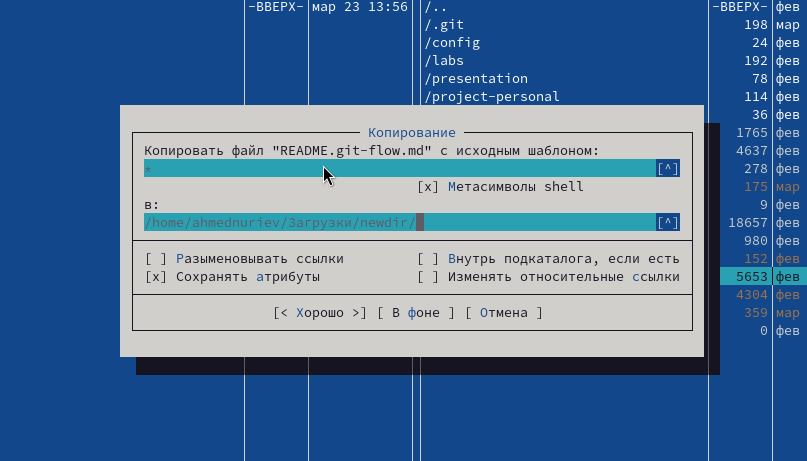 -ВВЕРХ- мар 23 13:56 /.. -ВВЕРХ- фев
/.git 198 мар
/config 24 фев
/labs 192 фев
/presentation 78 фев
/project-personal 114 фев
36 фев
Копирование 1765 фев
Копировать файл "README.git-flow.md" с исходным шаблоном: 4637 фев
* [^] 278 фев
[x] Метасимволы shell 175 мар
в: 9 фев
/home/ahmednuriev/Загрузки/newdir/ [^] 18657 фев
980 фев
[ ] Разыменовывать ссылки [ ] Внутрь подкаталога, если есть 152 фев
[x] Сохранять атрибуты [ ] Изменять относительные ссылки 5653 фев
4304 фев
[< Хорошо >] [ В фоне ] [ Отмена ] 359 мар
0 фев